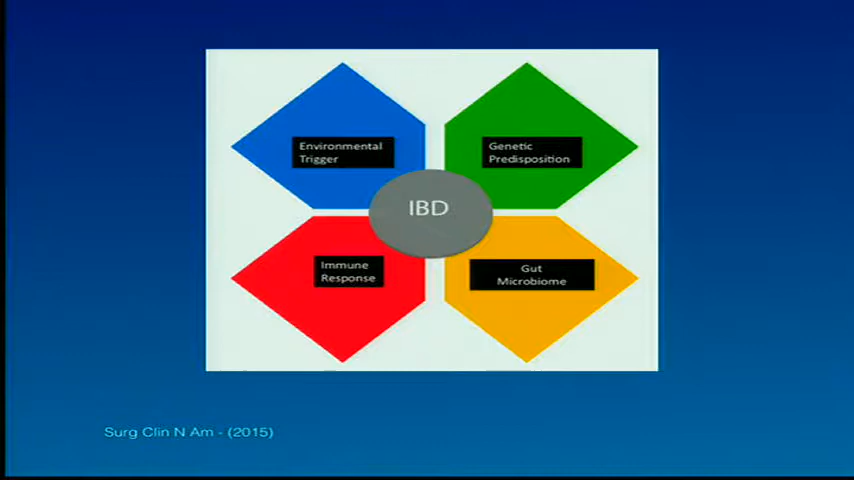 Environmental
Trigger
Genetic
Predisposition
IBD
Immune
Response
Gut
Microbiome
Surg Clin N Am - (2015)